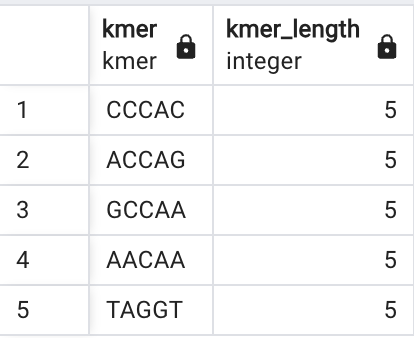 kmer kmer_length
kmer integer
1 CCCAC 5
2 ACCAG 5
3 GCCAA 5
4 AACAA 5
5 TAGGT 5